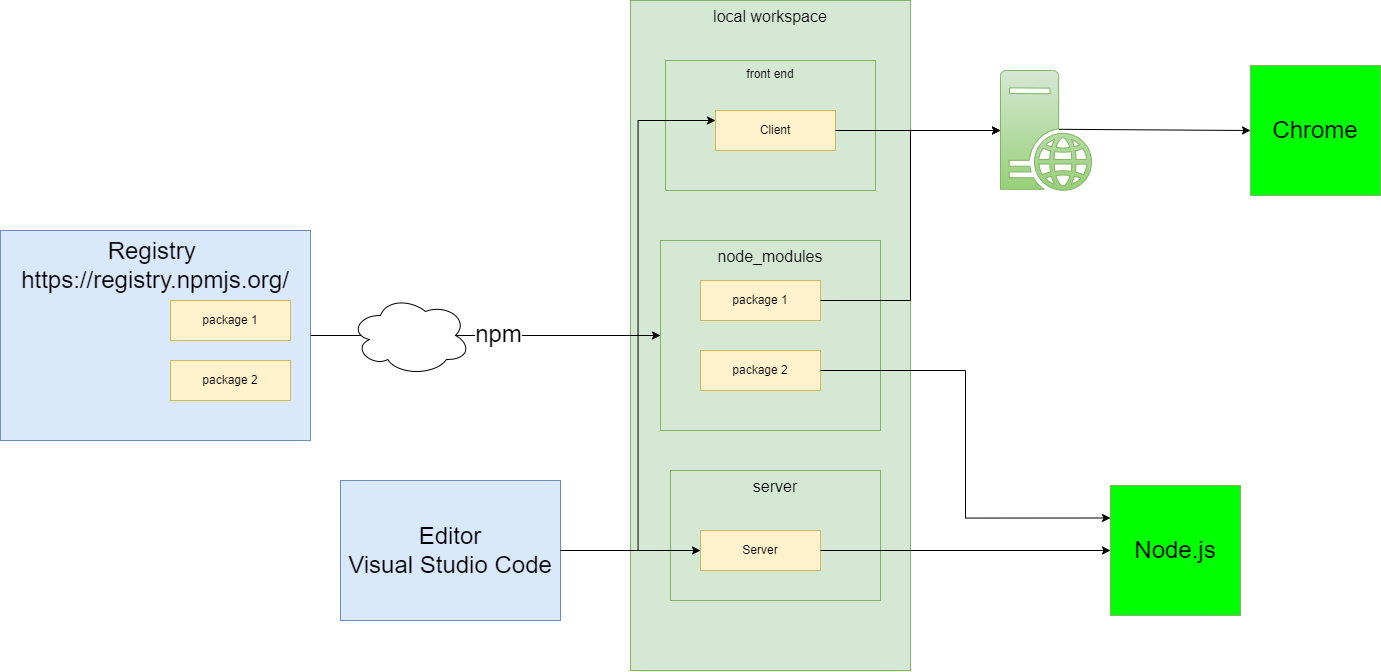 local workspace
front end
Client
Chrome
Registry
https://registry.npmjs.org/
package 1
package 2
npm
node_modules
package 1
package 2
server
Server
Editor
Visual Studio Code
Node.js